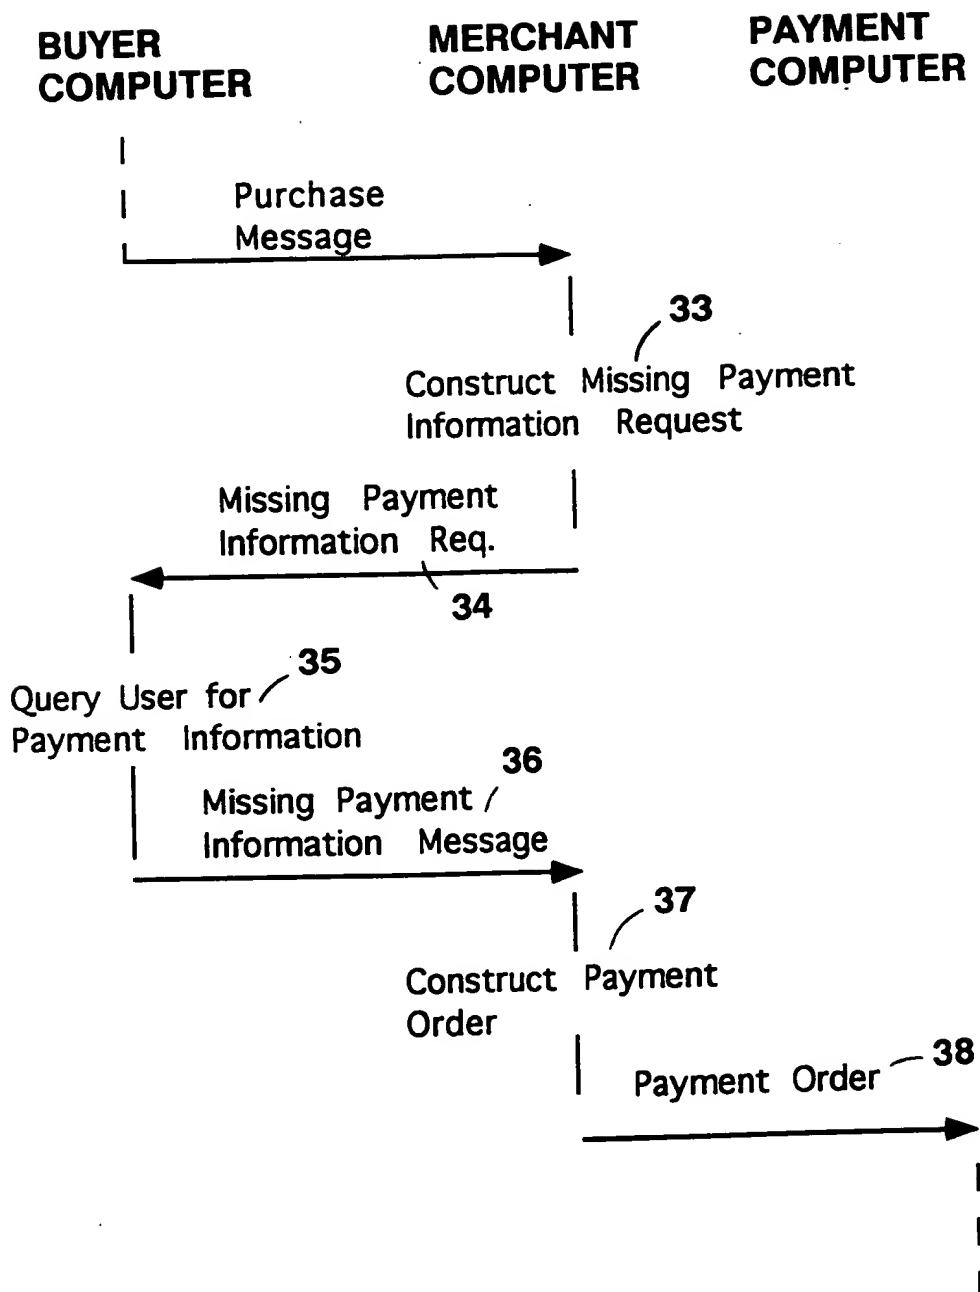 BUYER
COMPUTER
MERCHANT
COMPUTER
PAYMENT
COMPUTER
Purchase
Message
33
Construct Missing Payment
Information Request
Missing Payment
Information Req.
34
35
Query User for
Payment Information
36
Missing Payment
Information Message
37
Construct Payment
Order
38
Payment Order